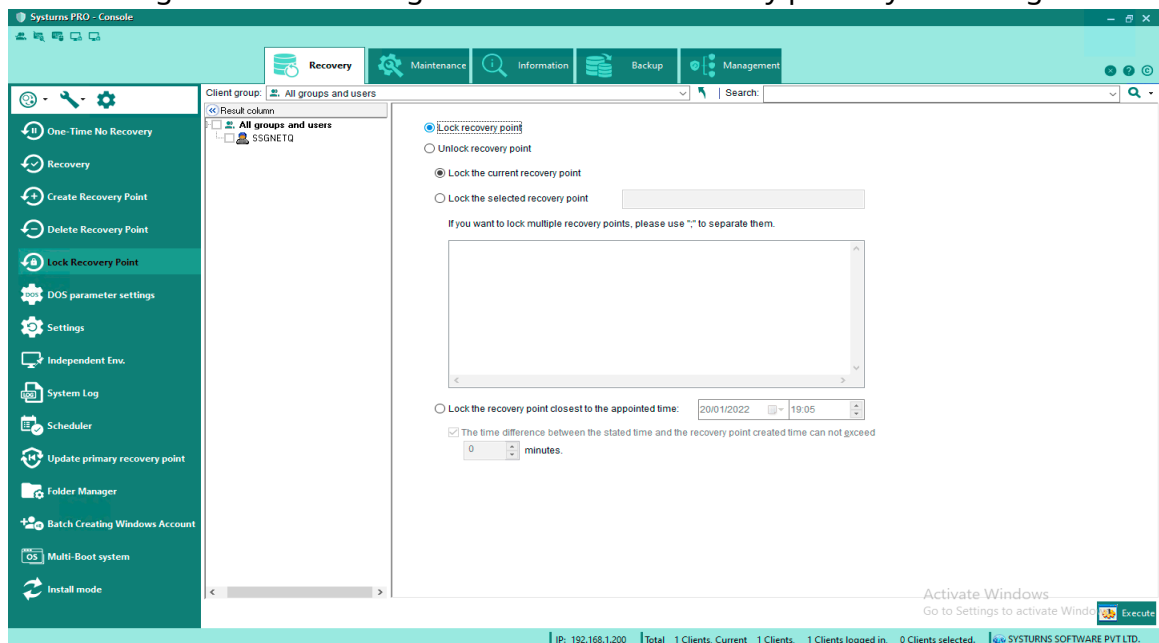 Systurns PRO - Console
Recovery
Maintenance
Information
Backup
Management
Client group: All groups and users
Search:
One-Time No Recovery
Recovery
Create Recovery Point
Delete Recovery Point
Lock Recovery Point
DOS parameter settings
Settings
Independent Env.
System Log
Scheduler
Update primary recovery point
Folder Manager
Batch Creating Windows Account
Multi-Boot system
Install mode
Result column
All groups and users
SSGNETQ
Lock recovery point
Unlock recovery point
Lock the current recovery point
Lock the selected recovery point
If you want to lock multiple recovery points, please use ";" to separate them.
Lock the recovery point closest to the appointed time: 20/01/2022 19:05
The time difference between the stated time and the recovery point created time can not exceed
0 minutes.
Activate Windows
Go to Settings to activate Windo
Execute
IP: 192.168.1.200 Total 1 Clients, Current 1 Clients, 1 Clients logged in, 0 Clients selected. SYSTURNS SOFTWARE PVT LTD.